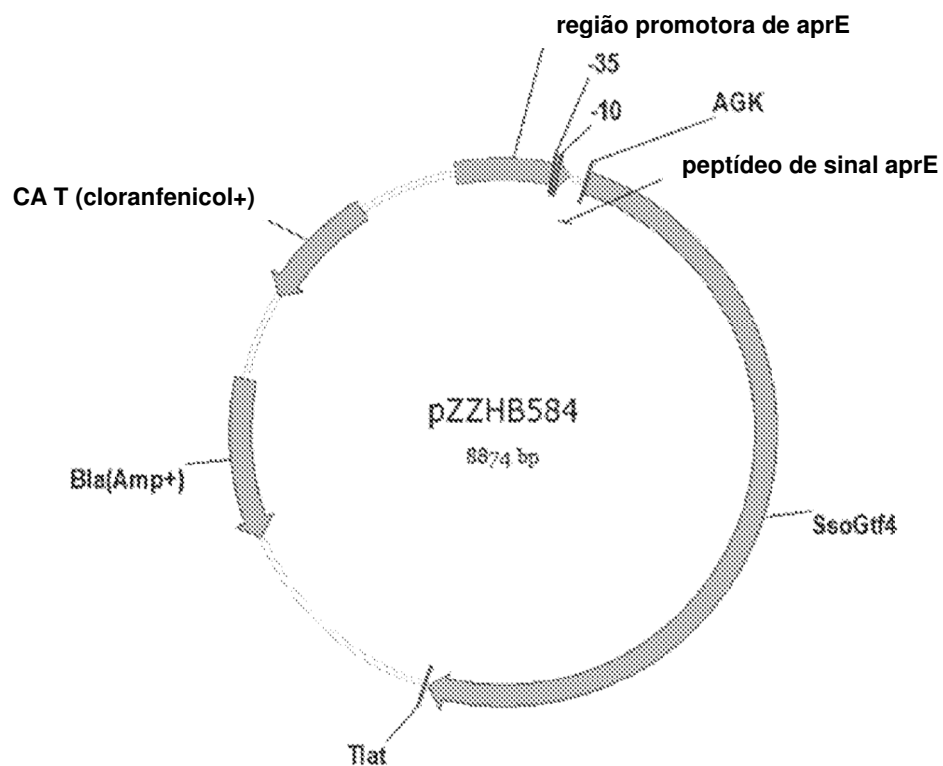 região promotora de aprE
-35
-10
AGK
peptídeo de sinal aprE
CA T (cloranfenicol+)
pZZHB584
8874 bp
Bla(Amp+)
SsoGtf4
Tlat